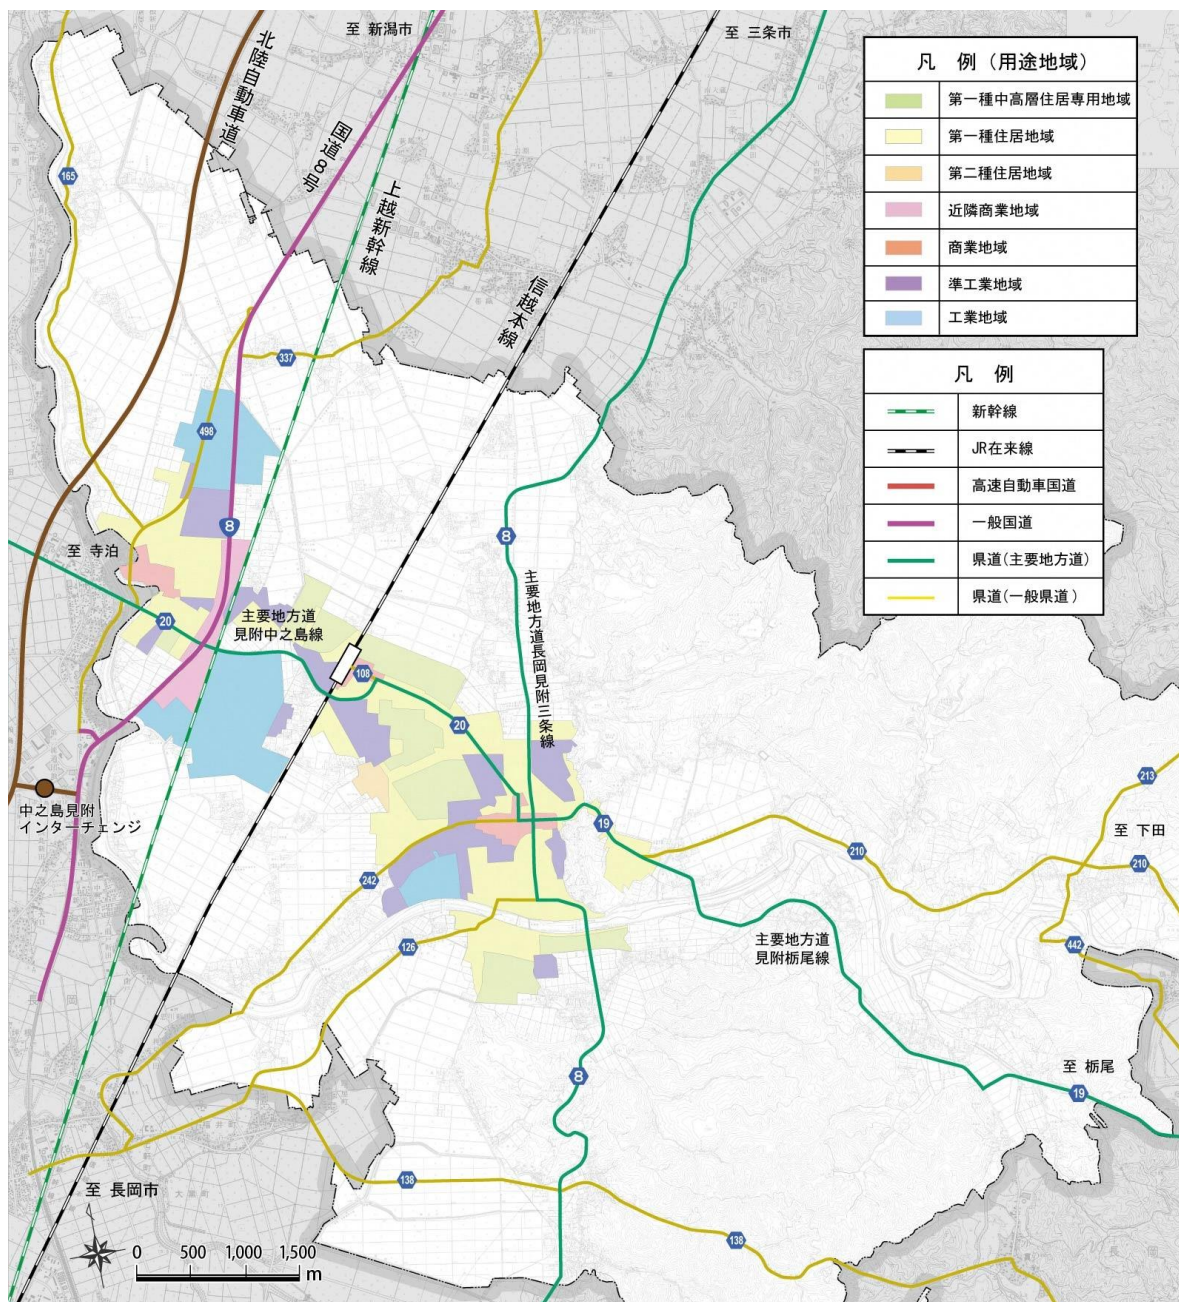 至 新潟市
至 三条市
北陸自動車道
国道8号
上越新幹線
信越本線
凡 例（用途地域）
第一種中高層住居専用地域
第一種住居地域
第二種住居地域
近隣商業地域
商業地域
準工業地域
工業地域
凡 例
新幹線
JR在来線
高速自動車国道
一般国道
県道(主要地方道)
県道(一般県道)
165
337
498
8
8
至 寺泊
20
主要地方道
見附中之島線
主要地方道長岡見附三条線
108
20
中之島見附
インターチェンジ
19
213
至 下田
210
210
242
126
442
主要地方道
見附栃尾線
長岡市
至 栃尾
8
19
至 長岡市
138
138
0 500 1,000 1,500
m